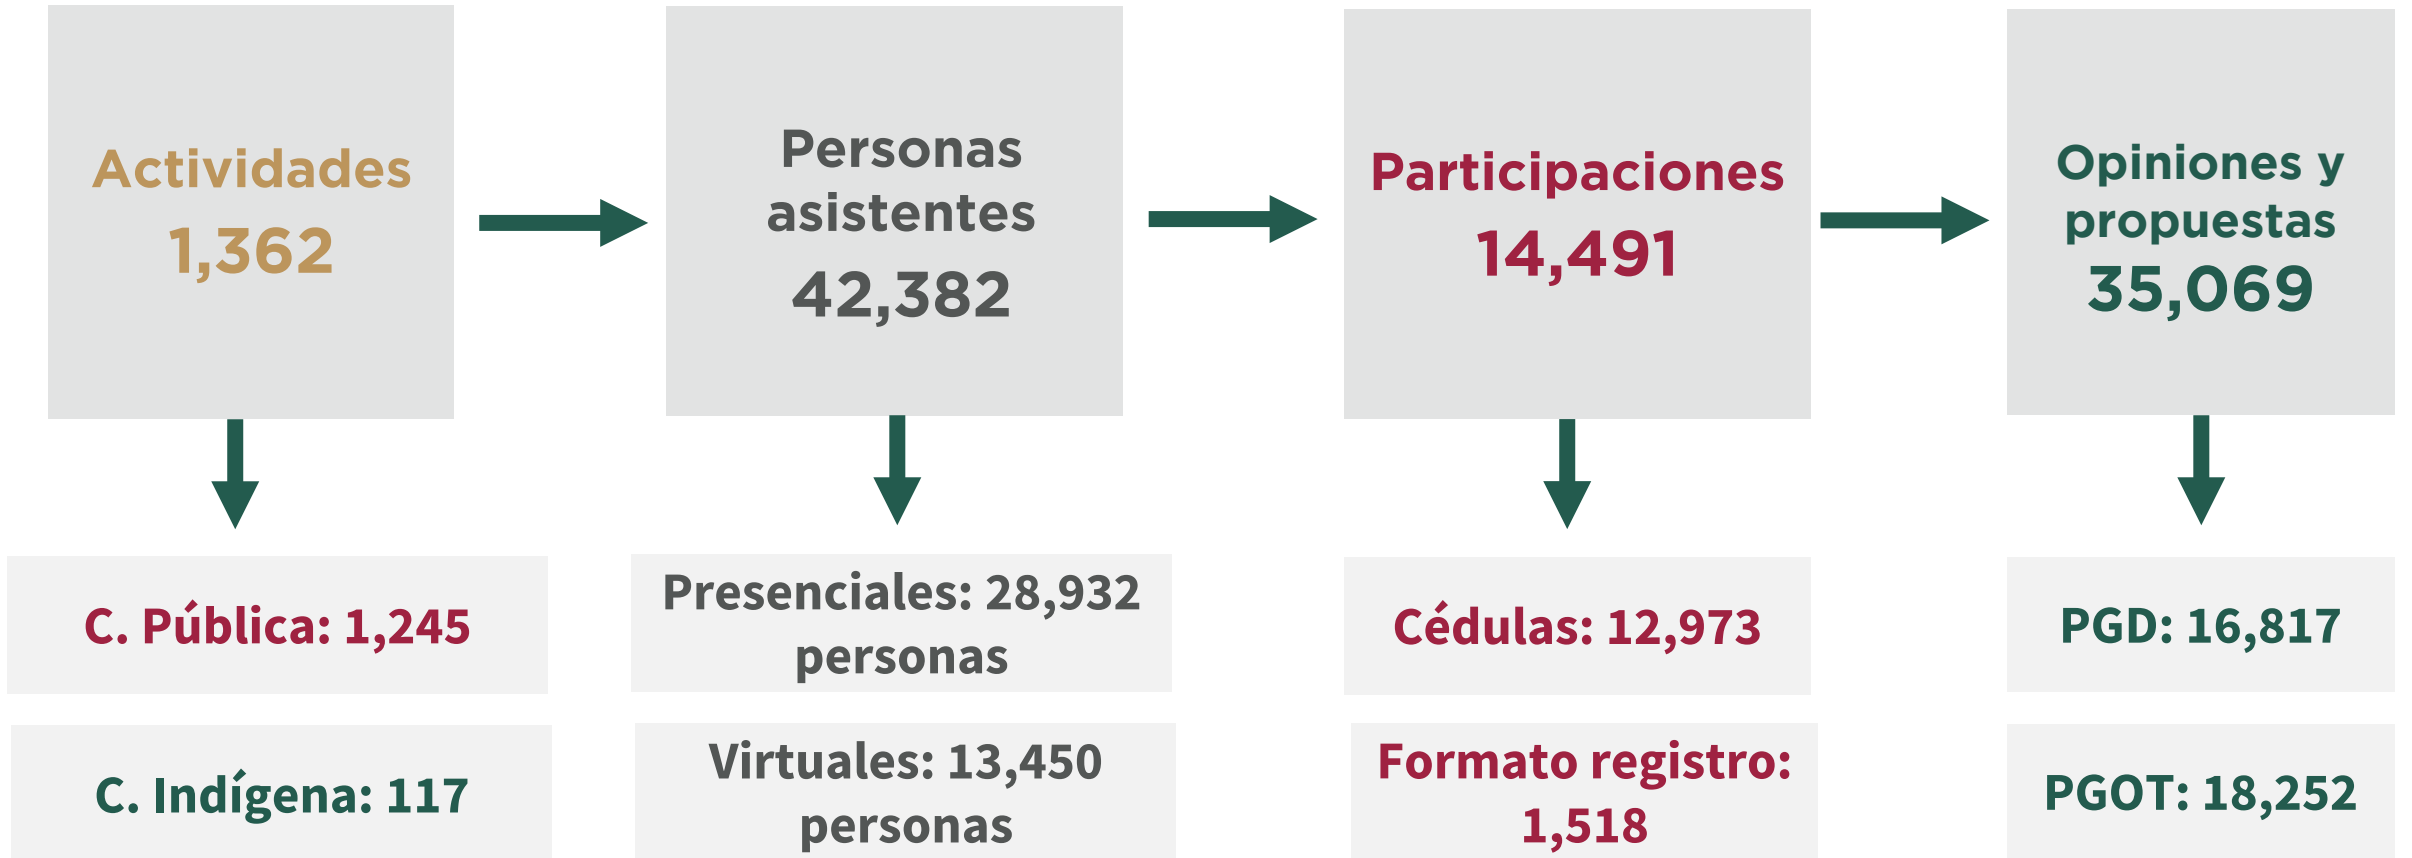 Actividades
1,362
Personas
asistentes
42,382
Participaciones
14,491
Opiniones y
propuestas
35,069
C. Pública: 1,245
C. Indígena: 117
Presenciales: 28,932
personas
Virtuales: 13,450
personas
Cédulas: 12,973
Formato registro:
1,518
PGD: 16,817
PGOT: 18,252